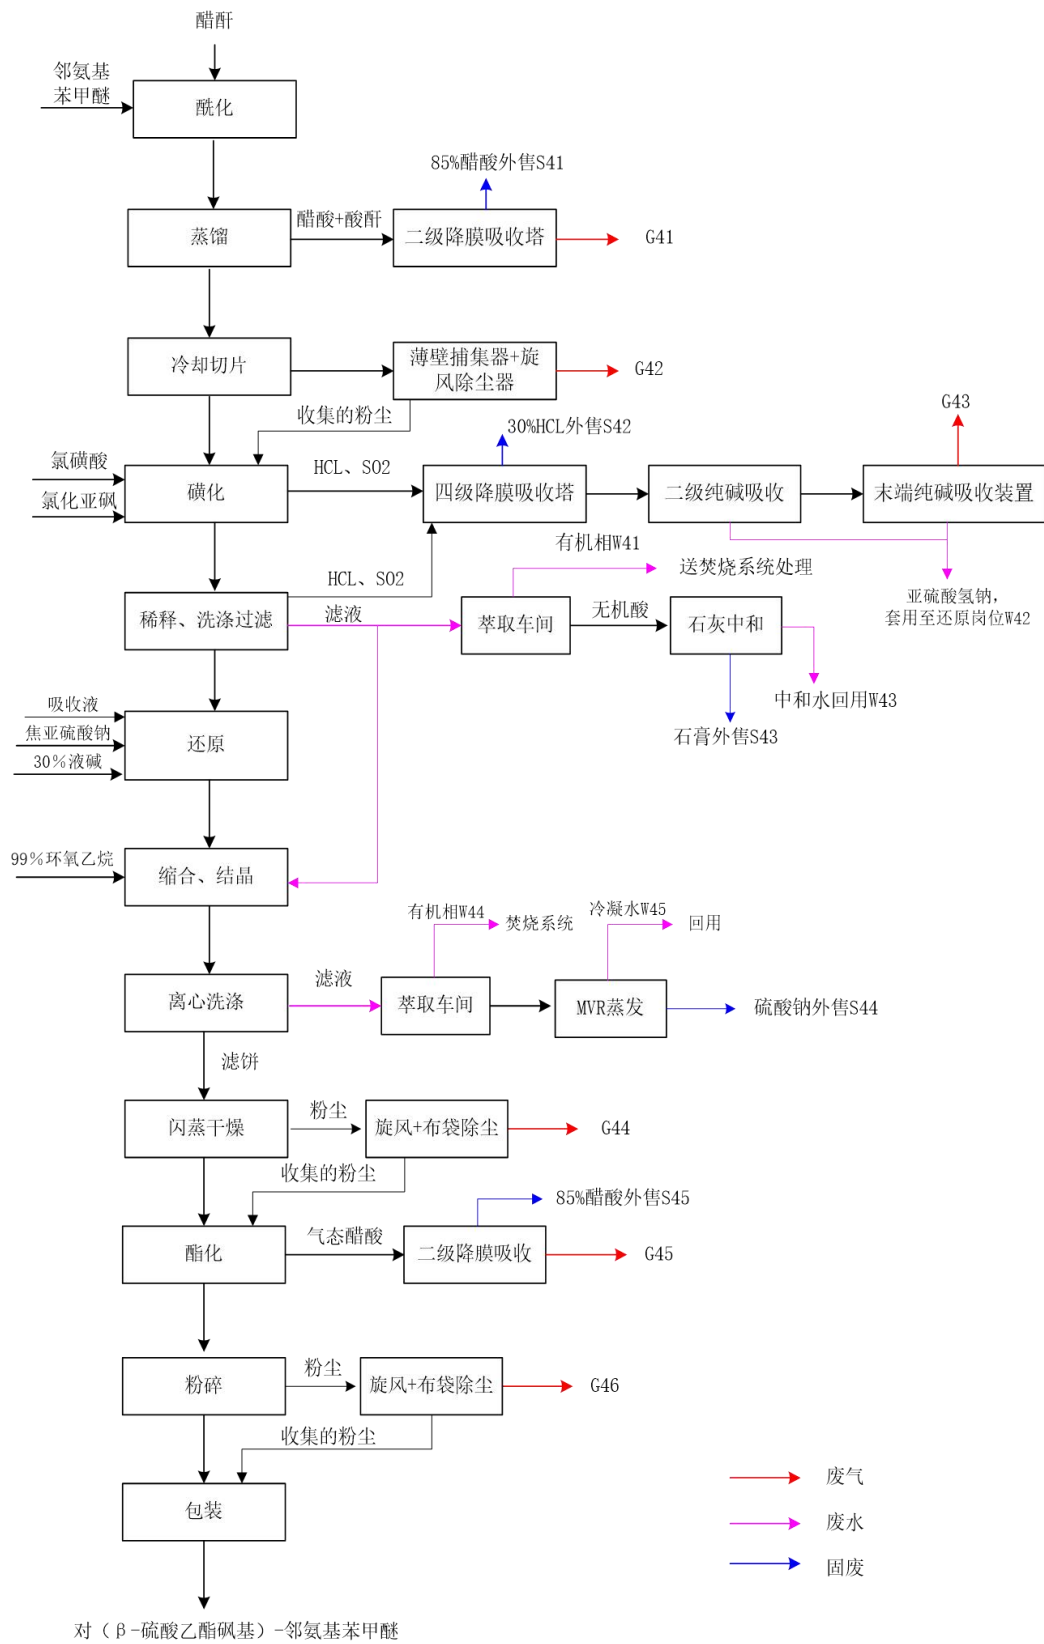 醋酐
邻氨基
苯甲醚
酰化
85%醋酸外售S41
蒸馏
醋酸+酸酐
二级降膜吸收塔
G41
冷却切片
薄壁捕集器+旋
风除尘器
G42
G43
收集的粉尘
30%HCL外售S42
氯磺酸
氯化亚砜
磺化
HCL、SO2
四级降膜吸收塔
二级纯碱吸收
末端纯碱吸收装置
有机相W41
送焚烧系统处理
HCL、SO2
亚硫酸氢钠，
套用至还原岗位W42
稀释、洗涤过滤
滤液
萃取车间
无机酸
石灰中和
中和水回用W43
石膏外售S43
吸收液
焦亚硫酸钠
30%液碱
还原
99%环氧乙烷
缩合、结晶
有机相W44
焚烧系统
冷凝水W45
回用
离心洗涤
滤液
萃取车间
MVR蒸发
硫酸钠外售S44
滤饼
闪蒸干燥
粉尘
旋风+布袋除尘
G44
收集的粉尘
85%醋酸外售S45
酯化
气态醋酸
二级降膜吸收
G45
粉碎
粉尘
旋风+布袋除尘
G46
收集的粉尘
包装
废气
废水
固废
对（β-硫酸乙酯砜基）-邻氨基苯甲醚